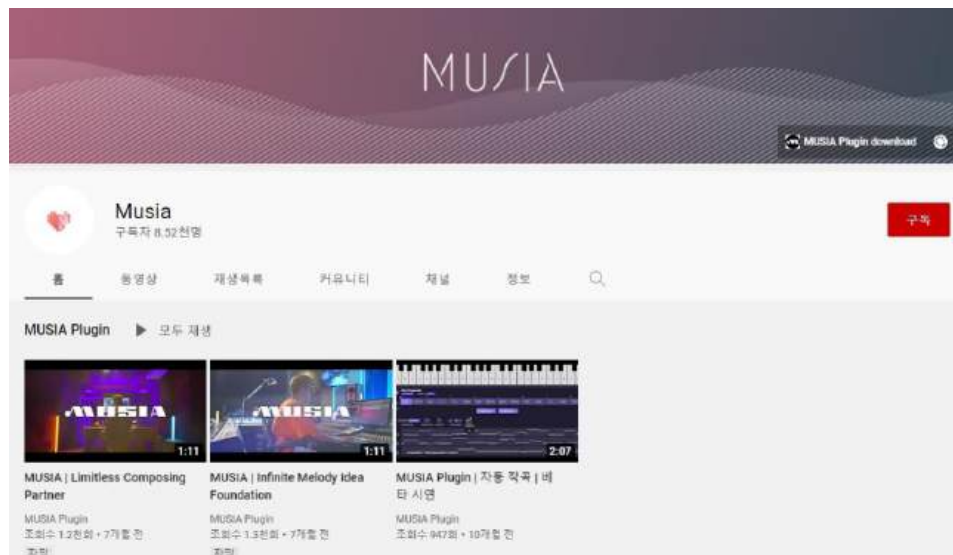 MUSIA
MUSIA Plugin download
Musia
구독자 8.52천명
구독
홈 동영상 재생목록 커뮤니티 채널 정보
MUSIA Plugin ▶ 모두 재생
MUSIA MUSIA
1:11 1:11 2:07
MUSIA | Limitless Composing Partner
MUSIA Plugin
조회수 1.2천회 • 7개월 전
자막
MUSIA | Infinite Melody Idea Foundation
MUSIA Plugin
조회수 1.3천회 • 7개월 전
자막
MUSIA Plugin | 자동 작곡 | 베타 시연
MUSIA Plugin
조회수 947회 • 10개월 전